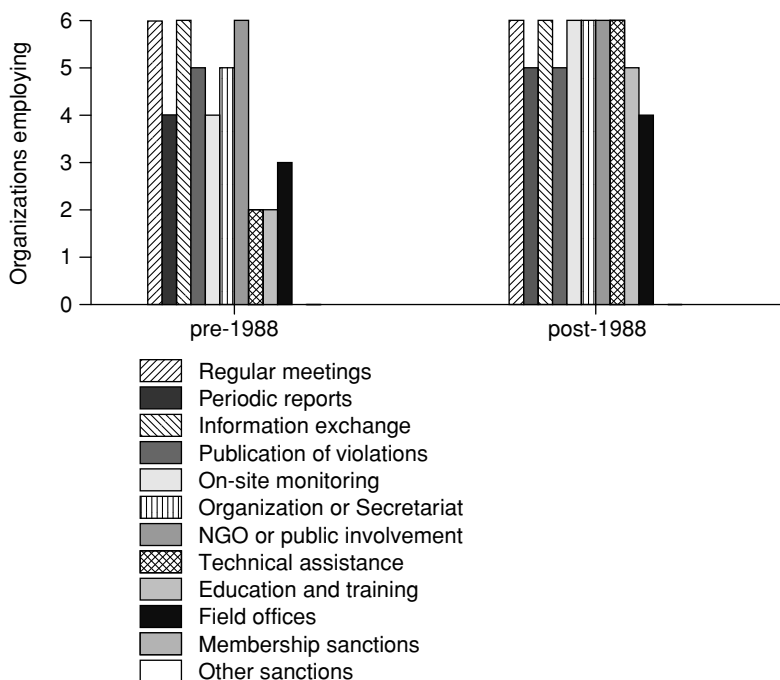 Organizations employing
6
5
4
3
2
1
0
pre-1988 post-1988
Regular meetings
Periodic reports
Information exchange
Publication of violations
On-site monitoring
Organization or Secretariat
NGO or public involvement
Technical assistance
Education and training
Field offices
Membership sanctions
Other sanctions